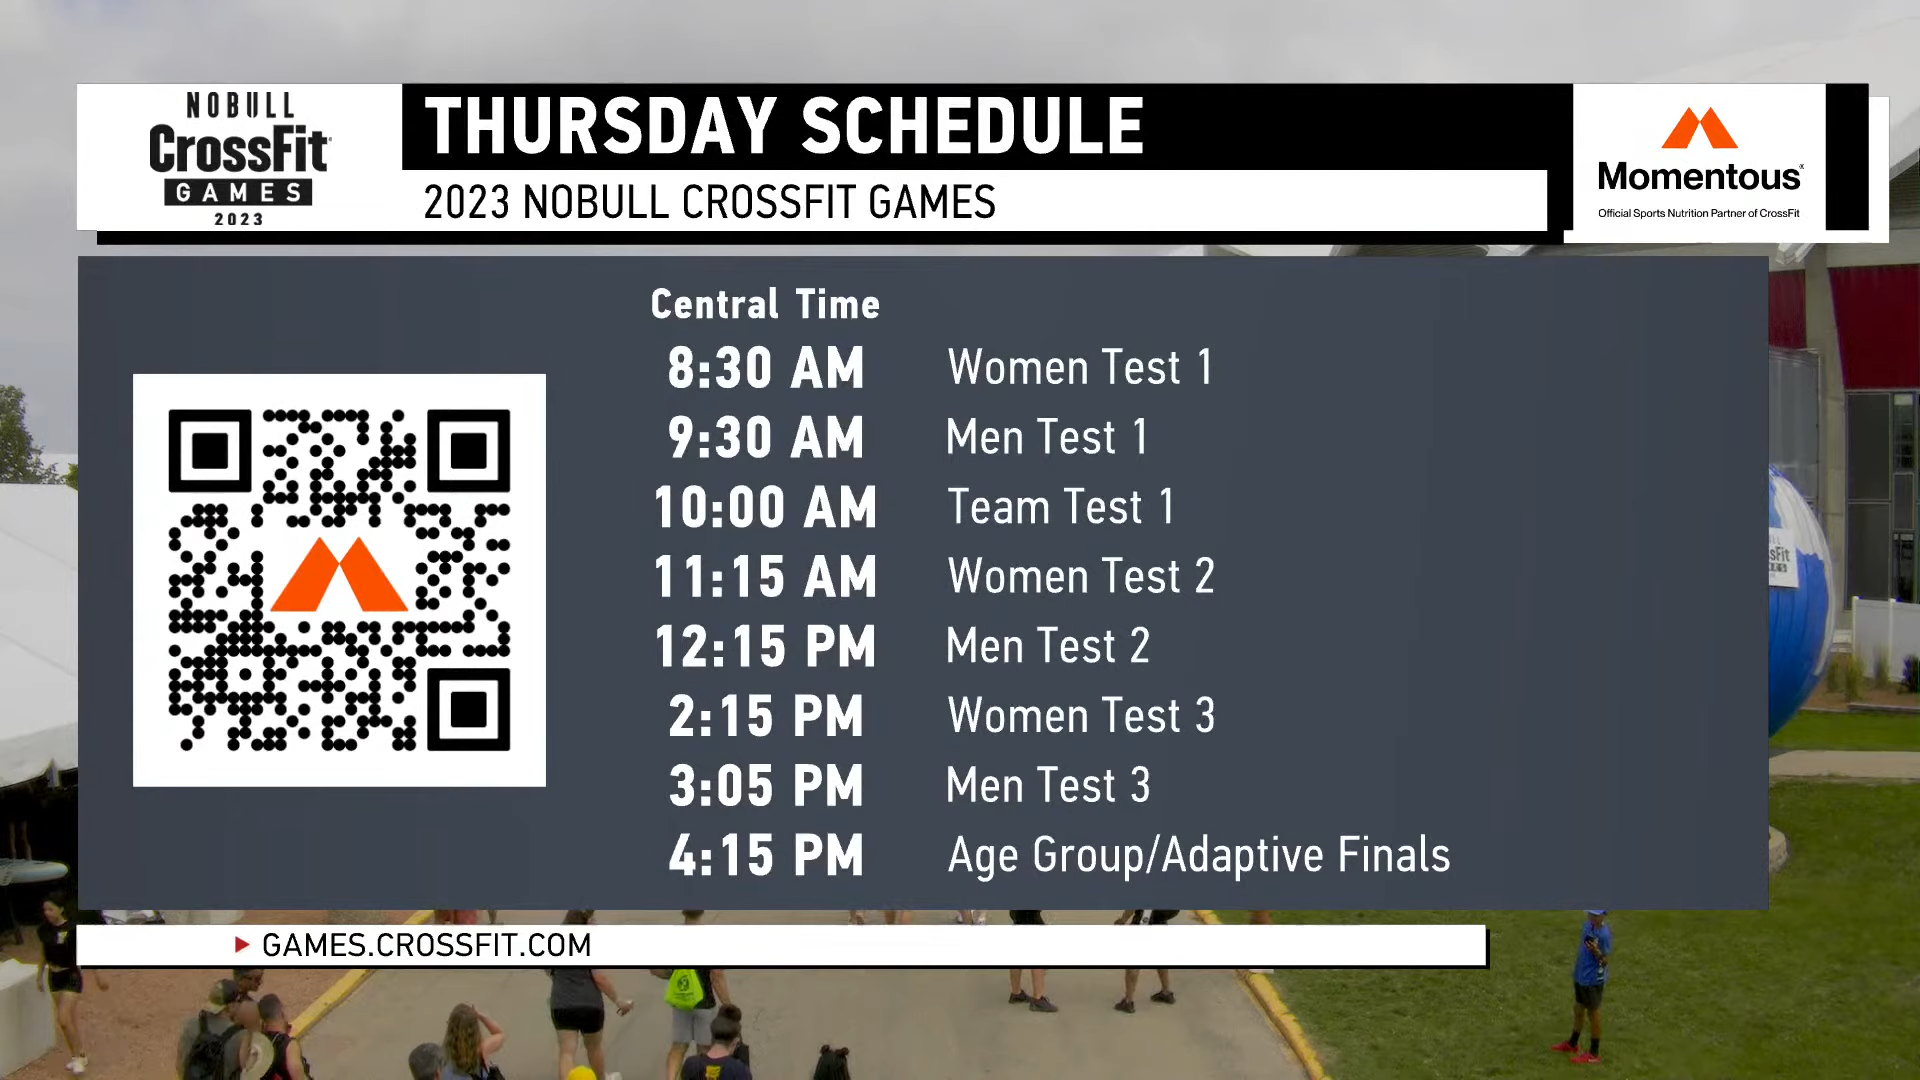 NOBULL
CrossFit
GAMES
2023
THURSDAY SCHEDULE
2023 NOBULL CROSSFIT GAMES
Momentous
Official Sports Nutrition Partner of CrossFit
Central Time
8:30 AM Women Test 1
9:30 AM Men Test 1
10:00 AM Team Test 1
11:15 AM Women Test 2
12:15 PM Men Test 2
2:15 PM Women Test 3
3:05 PM Men Test 3
4:15 PM Age Group/Adaptive Finals
GAMES.CROSSFIT.COM